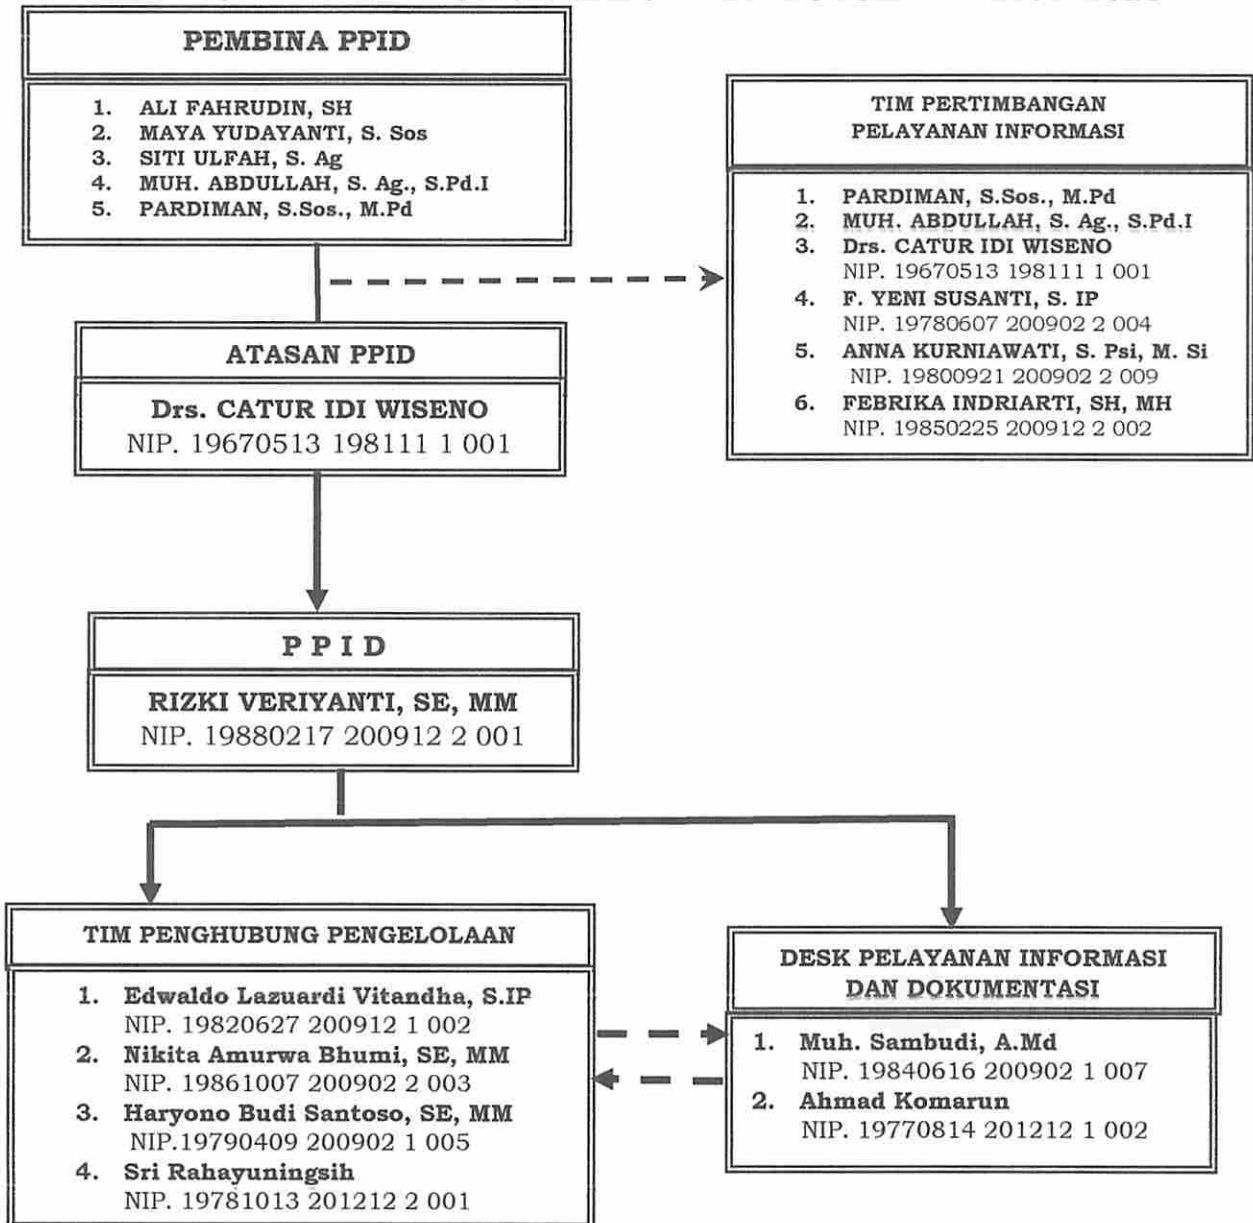 PEMBINA PPID
1. ALI FAHRUDIN, SH
2. MAYA YUDAYANTI, S. Sos
3. SITI ULFAH, S. Ag
4. MUH. ABDULLAH, S. Ag., S.Pd.I
5. PARDIMAN, S.Sos., M.Pd
TIM PERTIMBANGAN
PELAYANAN INFORMASI
1. PARDIMAN, S.Sos., M.Pd
2. MUH. ABDULLAH, S. Ag., S.Pd.I
3. Drs. CATUR IDI WISENO
NIP. 19670513 198111 1 001
4. F. YENI SUSANTI, S. IP
NIP. 19780607 200902 2 004
5. ANNA KURNIAWATI, S. Psi, M. Si
NIP. 19800921 200902 2 009
6. FEBRIKA INDRIARTI, SH, MH
NIP. 19850225 200912 2 002
ATASAN PPID
Drs. CATUR IDI WISENO
NIP. 19670513 198111 1 001
P P I D
RIZKI VERIYANTI, SE, MM
NIP. 19880217 200912 2 001
TIM PENGHUBUNG PENGELOLAAN
1. Edwaldo Lazuardi Vitandha, S.IP
NIP. 19820627 200912 1 002
2. Nikita Amurwa Bhumi, SE, MM
NIP. 19861007 200902 2 003
3. Haryono Budi Santoso, SE, MM
NIP.19790409 200902 1 005
4. Sri Rahayuningsih
NIP. 19781013 201212 2 001
DESK PELAYANAN INFORMASI
DAN DOKUMENTASI
1. Muh. Sambudi, A.Md
NIP. 19840616 200902 1 007
2. Ahmad Komarun
NIP. 19770814 201212 1 002